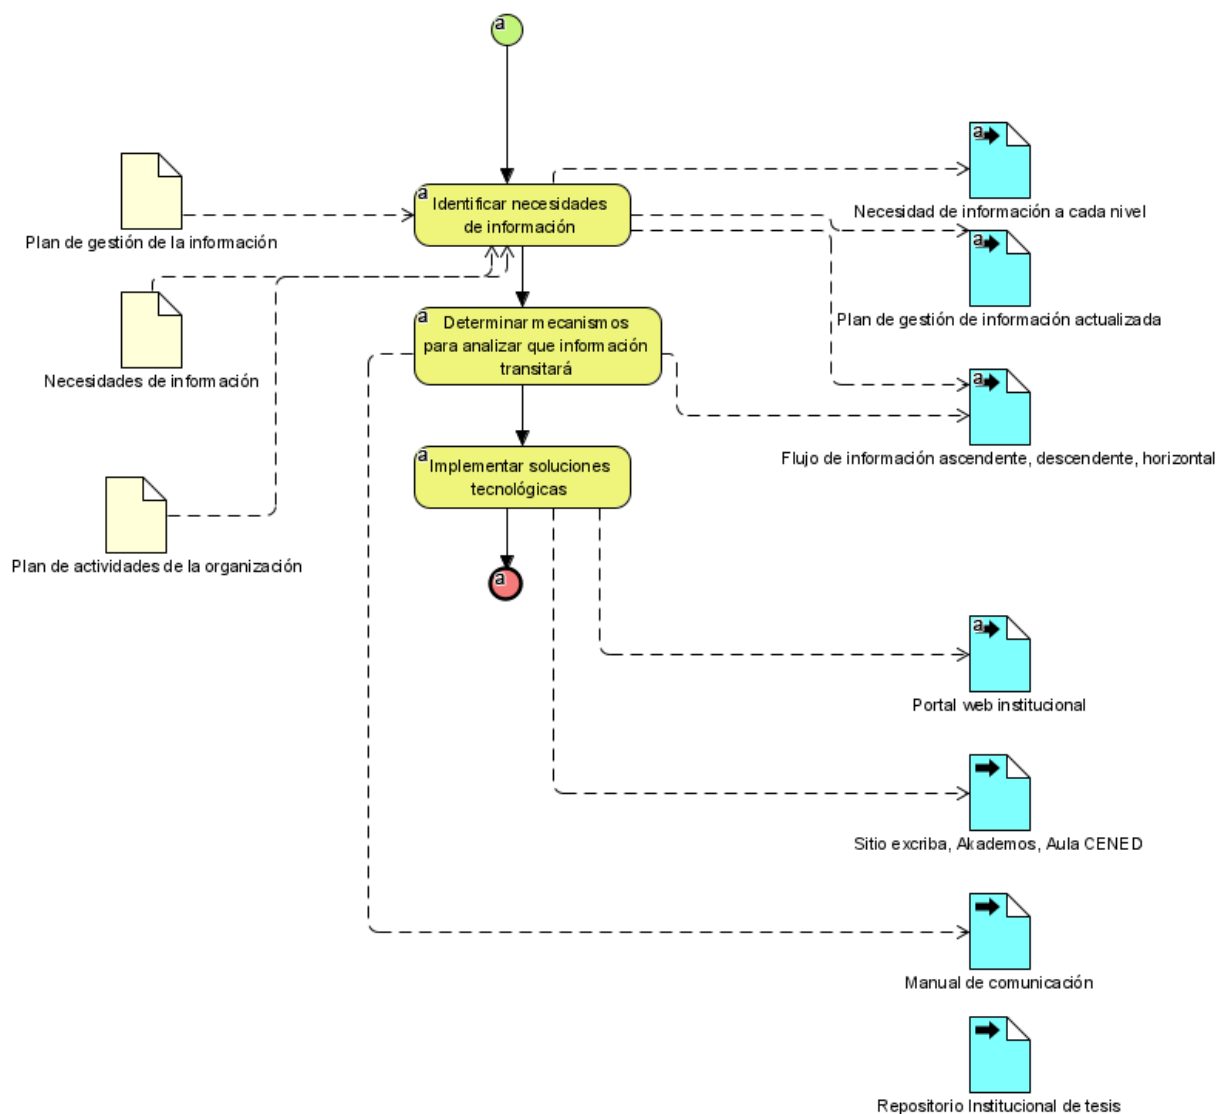 a
a
Necesidad de información a cada nivel
a
Identificar necesidades
de información
Plan de gestión de la información
a
Plan de gestión de información actualizada
Necesidades de información
a
Determinar mecanismos
para analizar que información
transitará
a
Flujo de información ascendente, descendente, horizontal
a
Implementar soluciones
tecnológicas
Plan de actividades de la organización
a
a
Portal web institucional
Sitio excriba, Akademos, Aula CENED
Manual de comunicación
Repositorio Institucional de tesis